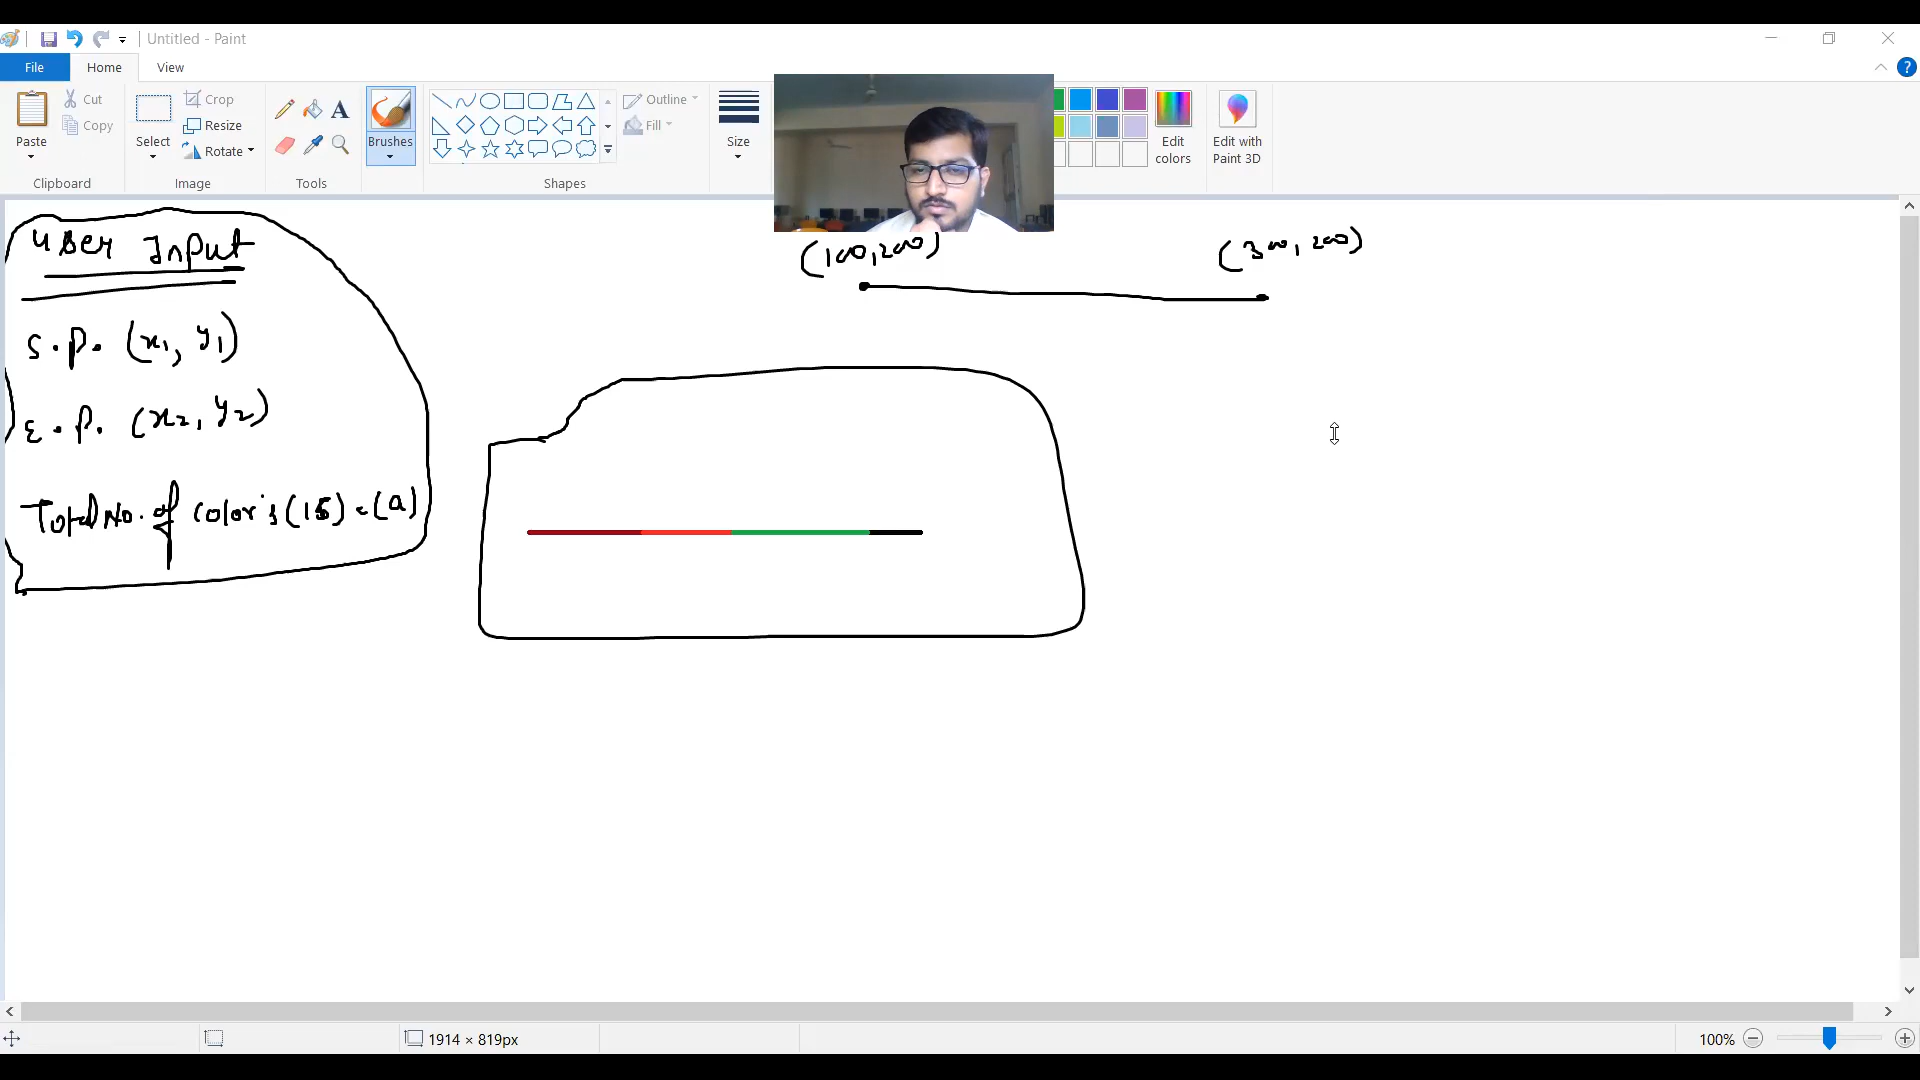 Untitled - Paint
File Home View
Paste
Cut
Copy
Clipboard
Select
Crop
Resize
Rotate
Image
Tools
Brushes
Shapes
Outline
Fill
Size
Edit colors
Edit with Paint 3D
User Input
S.P. (x1, y1)
E.P. (x2, y2)
Total No. of color's (15) = (a)
(100,200)
(300, 200)
1914 × 819px
100%